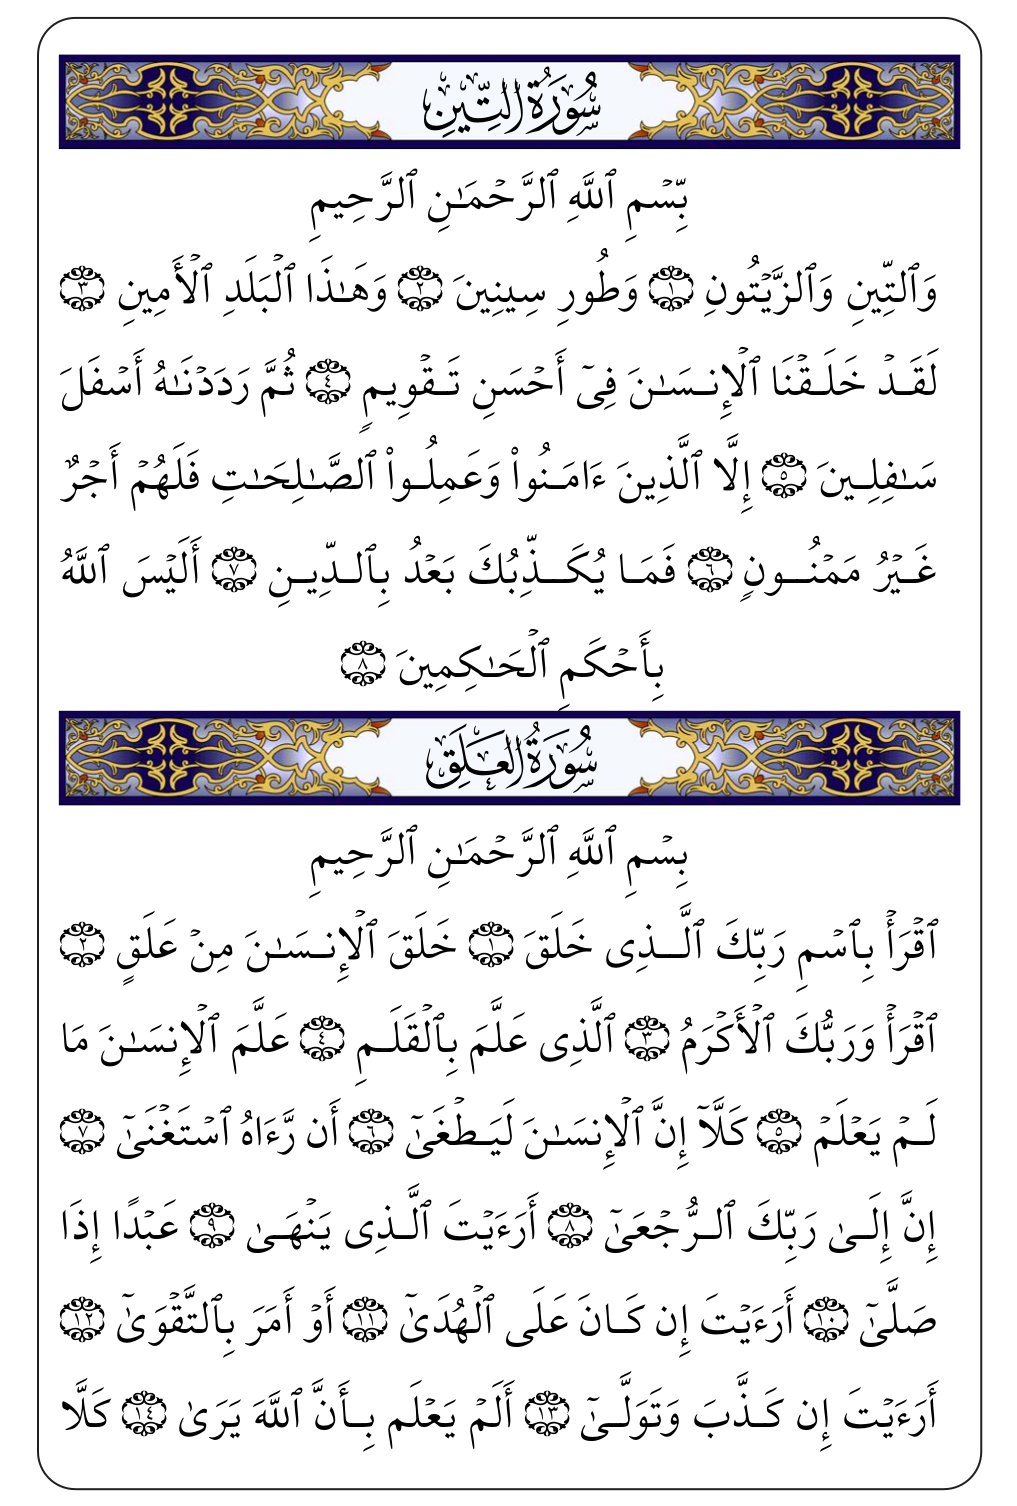 سُورَةُ التِّينِ
بِّسْمِ ٱللَّهِ ٱلرَّحْمَـٰنِ ٱلرَّحِيمِ
وَٱلتِّينِ وَٱلزَّيْتُونِ ١ وَطُورِ سِينِينَ ٢ وَهَـٰذَا ٱلْبَلَدِ ٱلْأَمِينِ ٣
لَقَدْ خَلَقْنَا ٱلْإِنسَـٰنَ فِىٓ أَحْسَنِ تَقْوِيمٍ ٤ ثُمَّ رَدَدْنَـٰهُ أَسْفَلَ
سَـٰفِلِينَ ٥ إِلَّا ٱلَّذِينَ ءَامَنُوا۟ وَعَمِلُوا۟ ٱلصَّـٰلِحَـٰتِ فَلَهُمْ أَجْرٌ
غَيْرُ مَمْنُونٍ ٦ فَمَا يُكَذِّبُكَ بَعْدُ بِٱلدِّينِ ٧ أَلَيْسَ ٱللَّهُ
بِأَحْكَمِ ٱلْحَـٰكِمِينَ ٨
سُورَةُ العَلَقِ
بِسْمِ ٱللَّهِ ٱلرَّحْمَـٰنِ ٱلرَّحِيمِ
ٱقْرَأْ بِٱسْمِ رَبِّكَ ٱلَّذِى خَلَقَ ١ خَلَقَ ٱلْإِنسَـٰنَ مِنْ عَلَقٍ ٢
ٱقْرَأْ وَرَبُّكَ ٱلْأَكْرَمُ ٣ ٱلَّذِى عَلَّمَ بِٱلْقَلَمِ ٤ عَلَّمَ ٱلْإِنسَـٰنَ مَا
لَمْ يَعْلَمْ ٥ كَلَّآ إِنَّ ٱلْإِنسَـٰنَ لَيَطْغَىٰٓ ٦ أَن رَّءَاهُ ٱسْتَغْنَىٰٓ ٧
إِنَّ إِلَىٰ رَبِّكَ ٱلرُّجْعَىٰٓ ٨ أَرَءَيْتَ ٱلَّذِى يَنْهَىٰ ٩ عَبْدًا إِذَا
صَلَّىٰٓ ١٠ أَرَءَيْتَ إِن كَانَ عَلَى ٱلْهُدَىٰٓ ١١ أَوْ أَمَرَ بِٱلتَّقْوَىٰٓ ١٢
أَرَءَيْتَ إِن كَذَّبَ وَتَوَلَّىٰٓ ١٣ أَلَمْ يَعْلَم بِأَنَّ ٱللَّهَ يَرَىٰ ١٤ كَلَّا